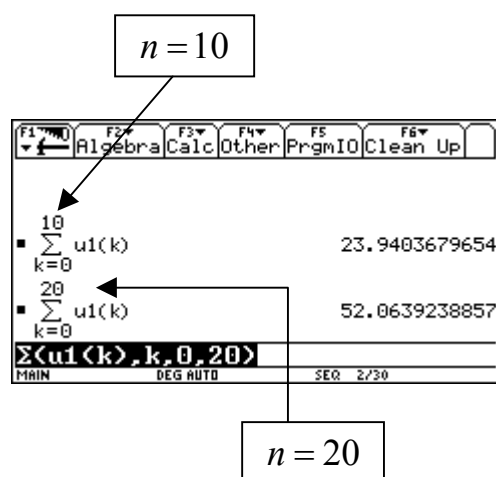 n = 10
F1 F2 Algebra F3 Calc F4 Other F5 PrgmIO F6 Clean Up
10
▪ ∑ u1(k) 23.9403679654
k=0
20
▪ ∑ u1(k) 52.0639238857
k=0
Σ(u1(k),k,0,20)
MAIN DEG AUTO SEQ 2/30
n = 20